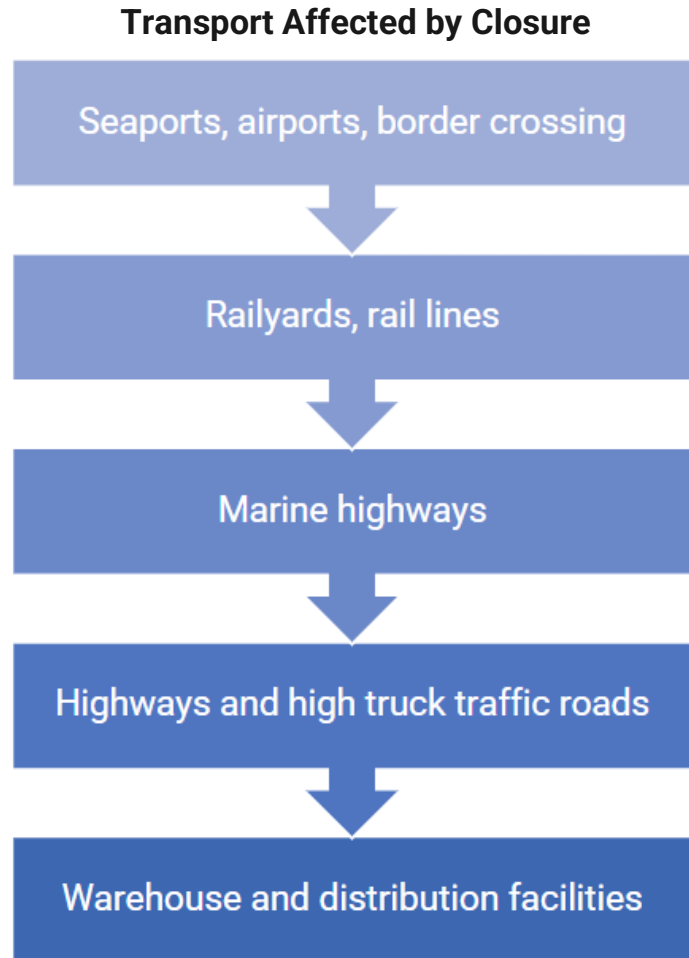 Transport Affected by Closure
Seaports, airports, border crossing
Railyards, rail lines
Marine highways
Highways and high truck traffic roads
Warehouse and distribution facilities